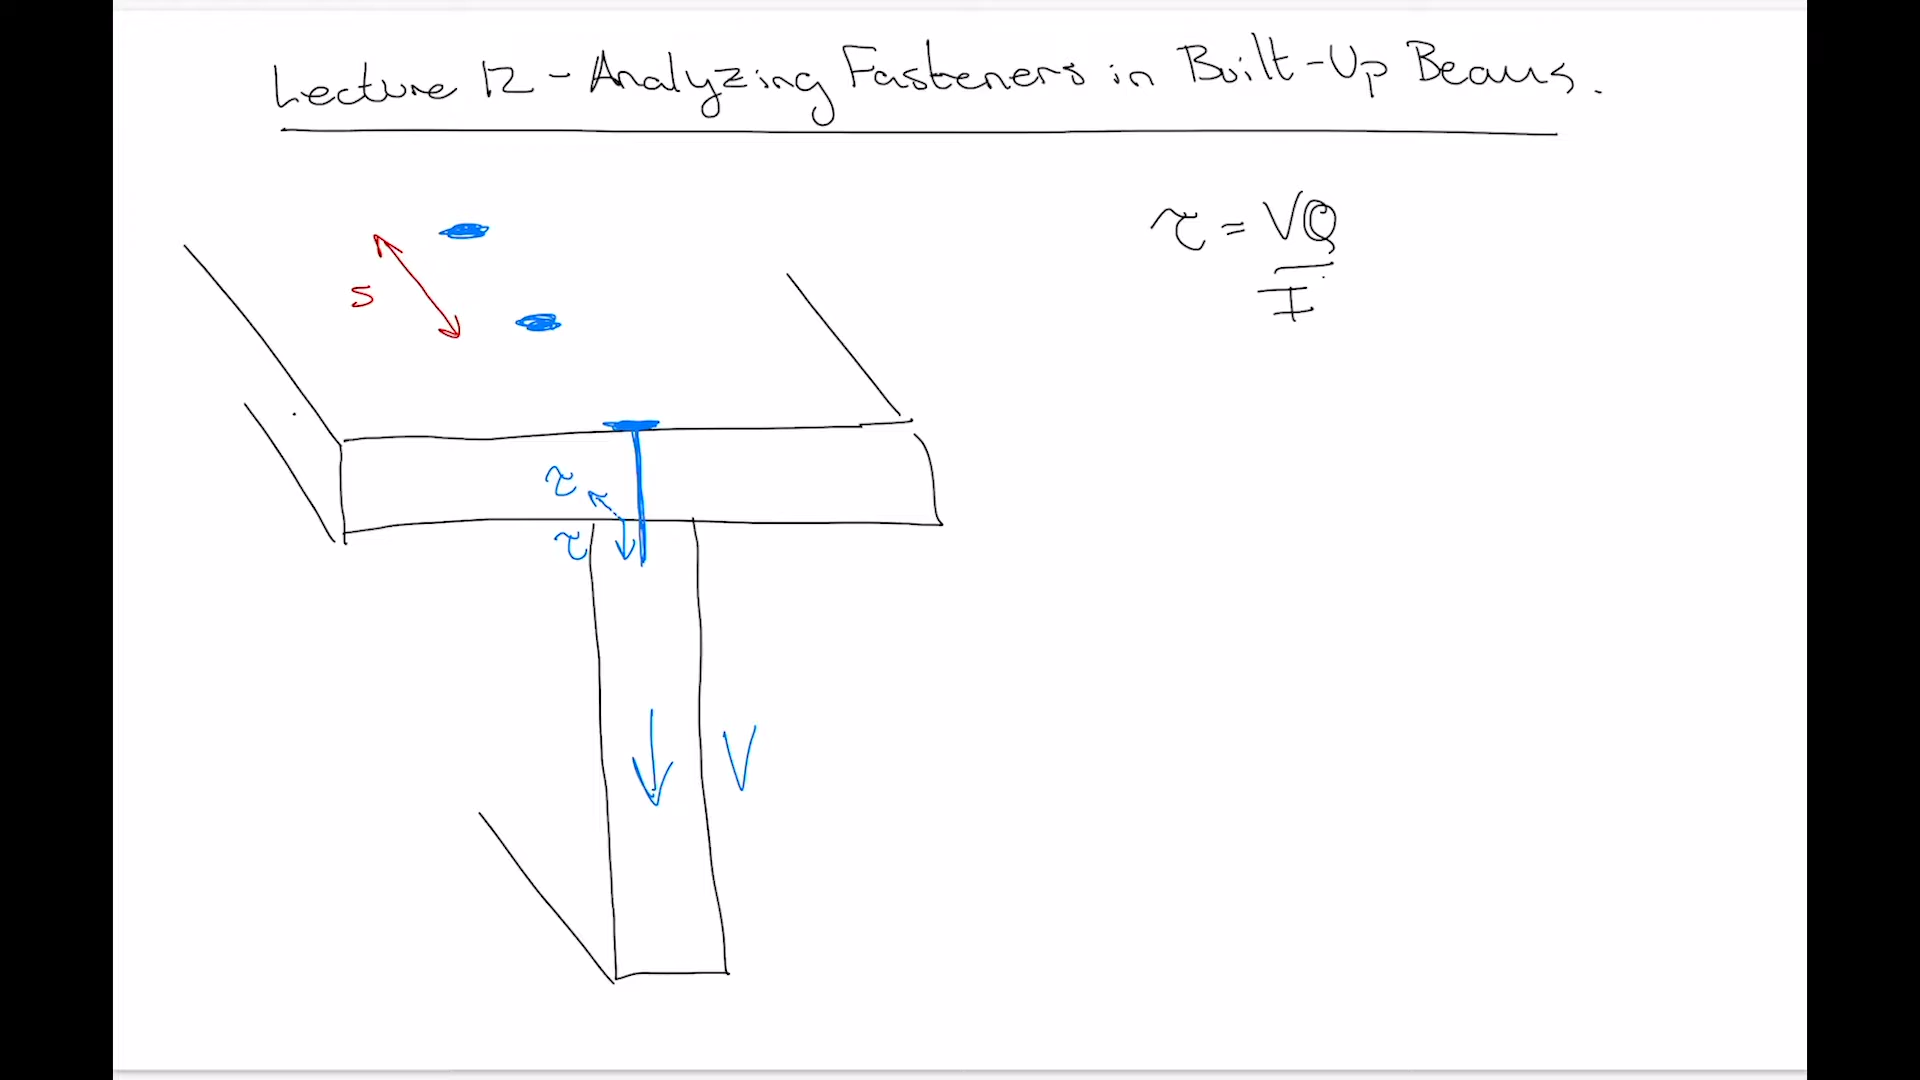 Lecture 12 - Analyzing Fasteners in Built-Up Beams.
τ = VQ
I
s
τ
τ
V